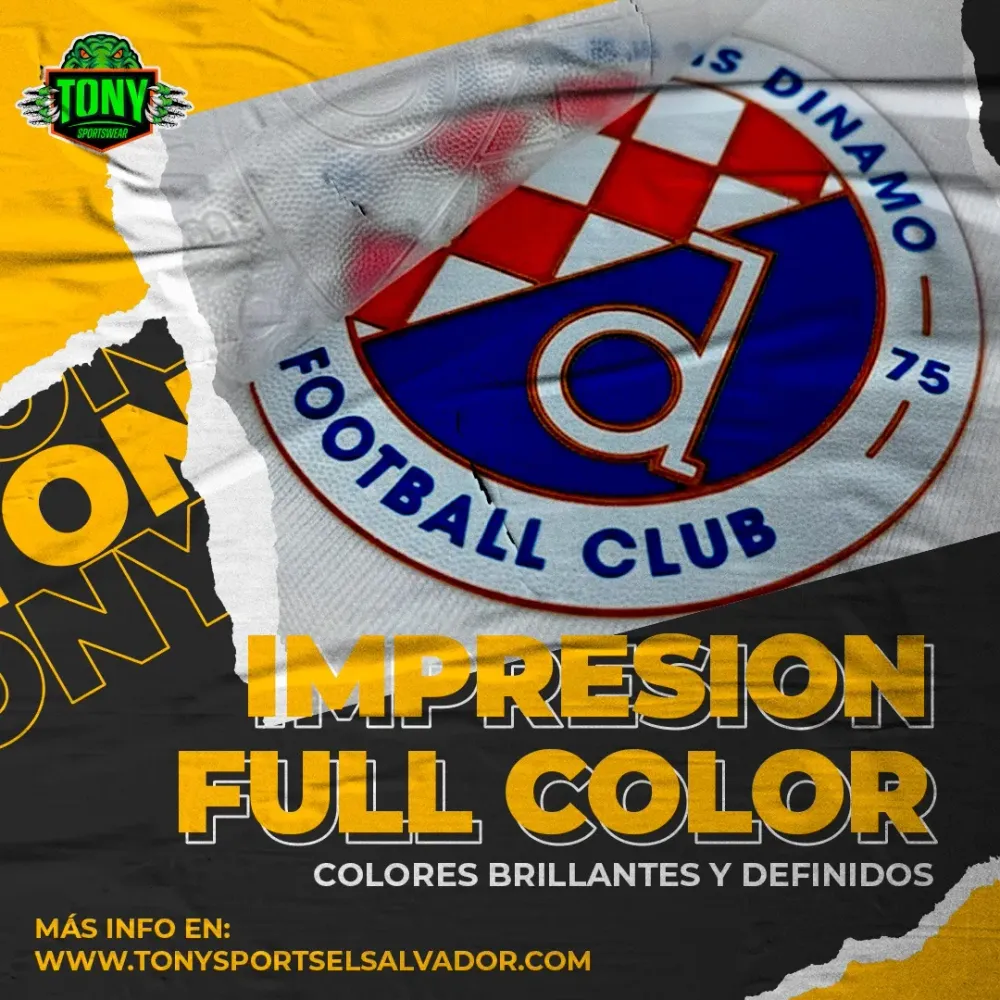 TONY
SPORTSWEAR
DINAMO
75
FOOTBALL CLUB
TONY
IMPRESION
FULL COLOR
COLORES BRILLANTES Y DEFINIDOS
MÁS INFO EN:
WWW.TONYSPORTSELSALVADOR.COM